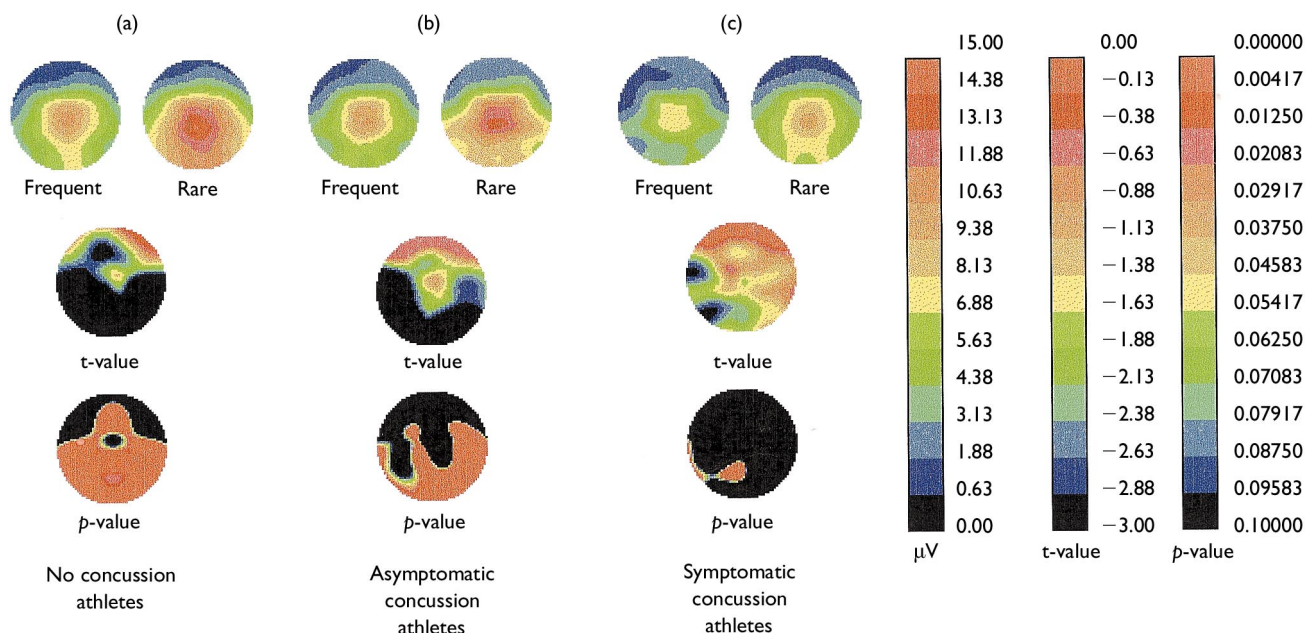 (a)
(b)
(c)
Frequent
Rare
Frequent
Rare
Frequent
Rare
t-value
t-value
t-value
p-value
p-value
p-value
No concussion
athletes
Asymptomatic
concussion
athletes
Symptomatic
concussion
athletes
15.00
14.38
13.13
11.88
10.63
9.38
8.13
6.88
5.63
4.38
3.13
1.88
0.63
0.00
μV
0.00
−0.13
−0.38
−0.63
−0.88
−1.13
−1.38
−1.63
−1.88
−2.13
−2.38
−2.63
−2.88
−3.00
t-value
0.00000
0.00417
0.01250
0.02083
0.02917
0.03750
0.04583
0.05417
0.06250
0.07083
0.07917
0.08750
0.09583
0.10000
p-value